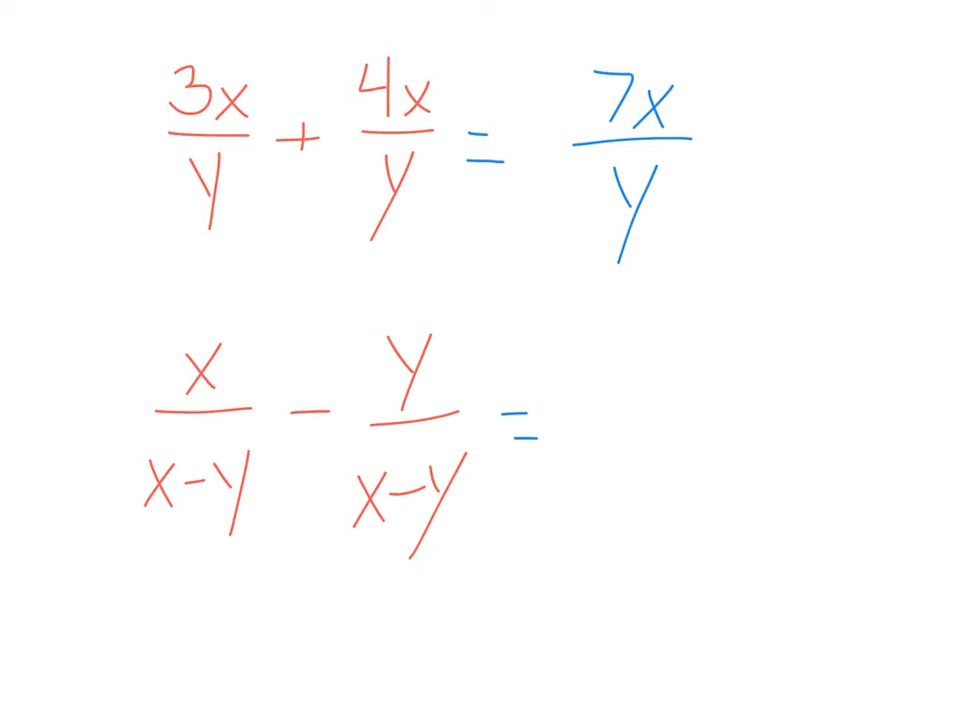 3x/y + 4x/y = 7x/y
x/x-y - y/x-y =